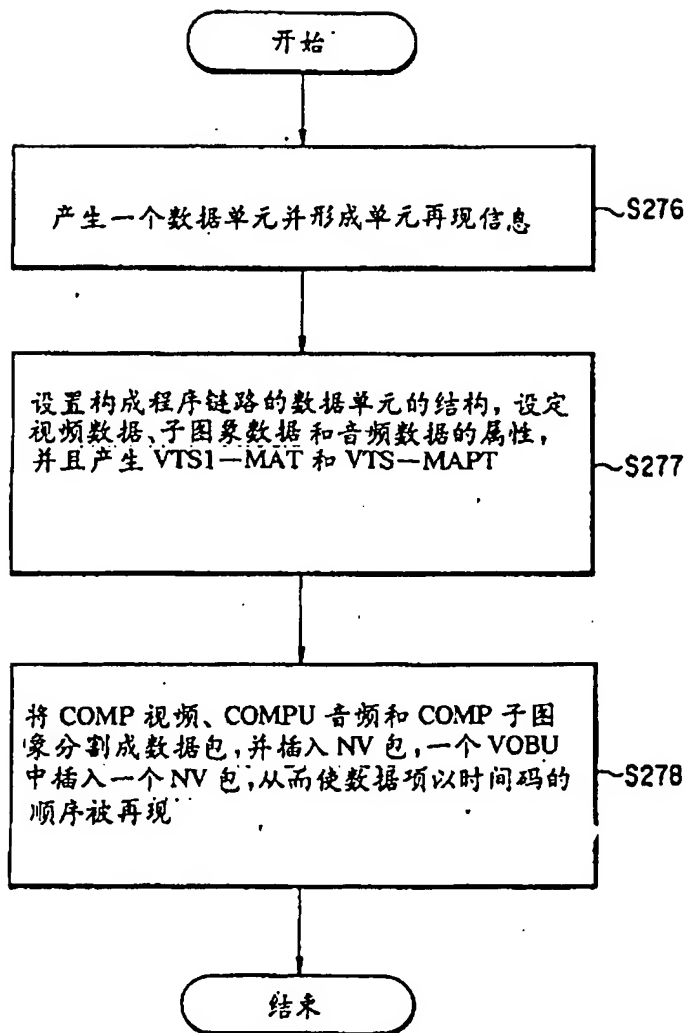 开始
产生一个数据单元并形成单元再现信息
S276
设置构成程序链路的数据单元的结构，设定
视频数据、子图象数据和音频数据的属性，
并且产生 VTS1－MAT 和 VTS－MAPT
S277
将 COMP 视频、COMPU 音频和 COMP 子图
象分割成数据包，并插入 NV 包，一个 VOBU
中插入一个 NV 包，从而使数据项以时间码的
顺序被再现
S278
结束